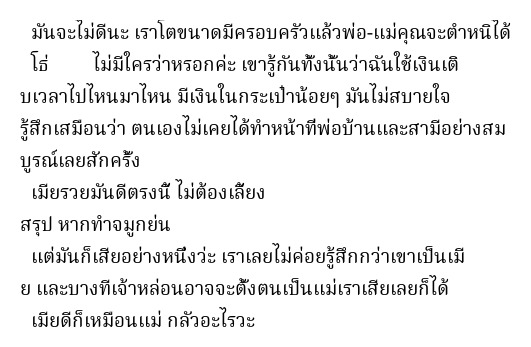 มันจะไม่ดีนะ เราโตขนาดมีครอบครัวแล้วพ่อ-แม่คุณจะตำหนิได้
โธ่ ไม่มีใครว่าหรอกค่ะ เขารู้กันทั้งนั้นว่าฉันใช้เงินเติ
บเวลาไปไหนมาไหน มีเงินในกระเป๋าน้อยๆ มันไม่สบายใจ
รู้สึกเสมือนว่า ตนเองไม่เคยได้ทำหน้าที่พ่อบ้านและสามีอย่างสม
บูรณ์เลยสักครั้ง
เมียรวยมันดีตรงนี้ ไม่ต้องเลี้ยง
สรุป หากทำจมูกย่น
แต่มันก็เสียอย่างหนึ่งว่ะ เราเลยไม่ค่อยรู้สึกกว่าเขาเป็นเมี
ย และบางทีเจ้าหล่อนอาจจะตั้งตนเป็นแม่เราเสียเลยก็ได้
เมียดีก็เหมือนแม่ กลัวอะไรวะ